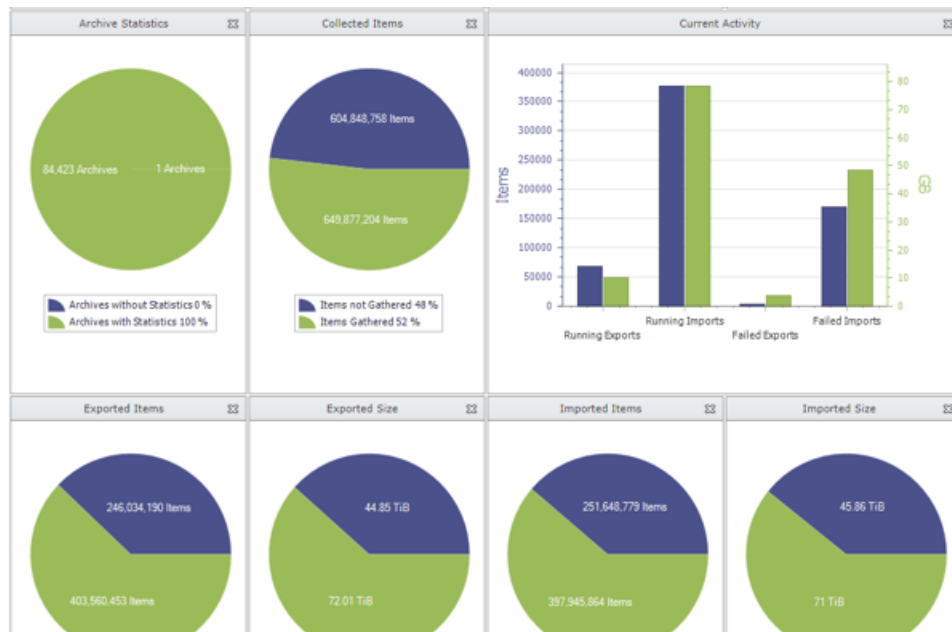 Archive Statistics
84,423 Archives
1 Archives
Archives without Statistics 0 %
Archives with Statistics 100 %
Collected Items
604,848,758 Items
649,877,204 Items
Items not Gathered 48 %
Items Gathered 52 %
Current Activity
400000
350000
300000
250000
200000
150000
100000
50000
0
Items
80
70
60
50
40
30
20
10
0
GB
Running Exports
Running Imports
Failed Exports
Failed Imports
Exported Items
246,034,190 Items
403,560,453 Items
Exported Size
44.85 TiB
72.01 TiB
Imported Items
251,648,779 Items
397,945,864 Items
Imported Size
45.86 TiB
71 TiB